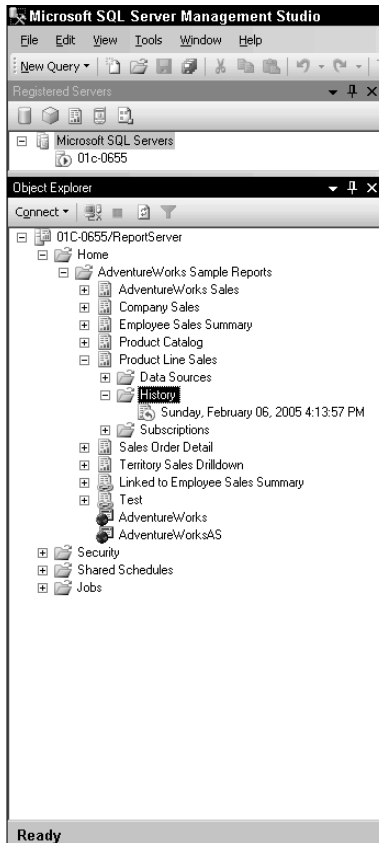 Microsoft SQL Server Management Studio
File Edit View Tools Window Help
New Query
Registered Servers
Microsoft SQL Servers
01c-0655
Object Explorer
Connect
01C-0655/ReportServer
Home
AdventureWorks Sample Reports
AdventureWorks Sales
Company Sales
Employee Sales Summary
Product Catalog
Product Line Sales
Data Sources
History
Sunday, February 06, 2005 4:13:57 PM
Subscriptions
Sales Order Detail
Territory Sales Drilldown
Linked to Employee Sales Summary
Test
AdventureWorks
AdventureWorksAS
Security
Shared Schedules
Jobs
Ready